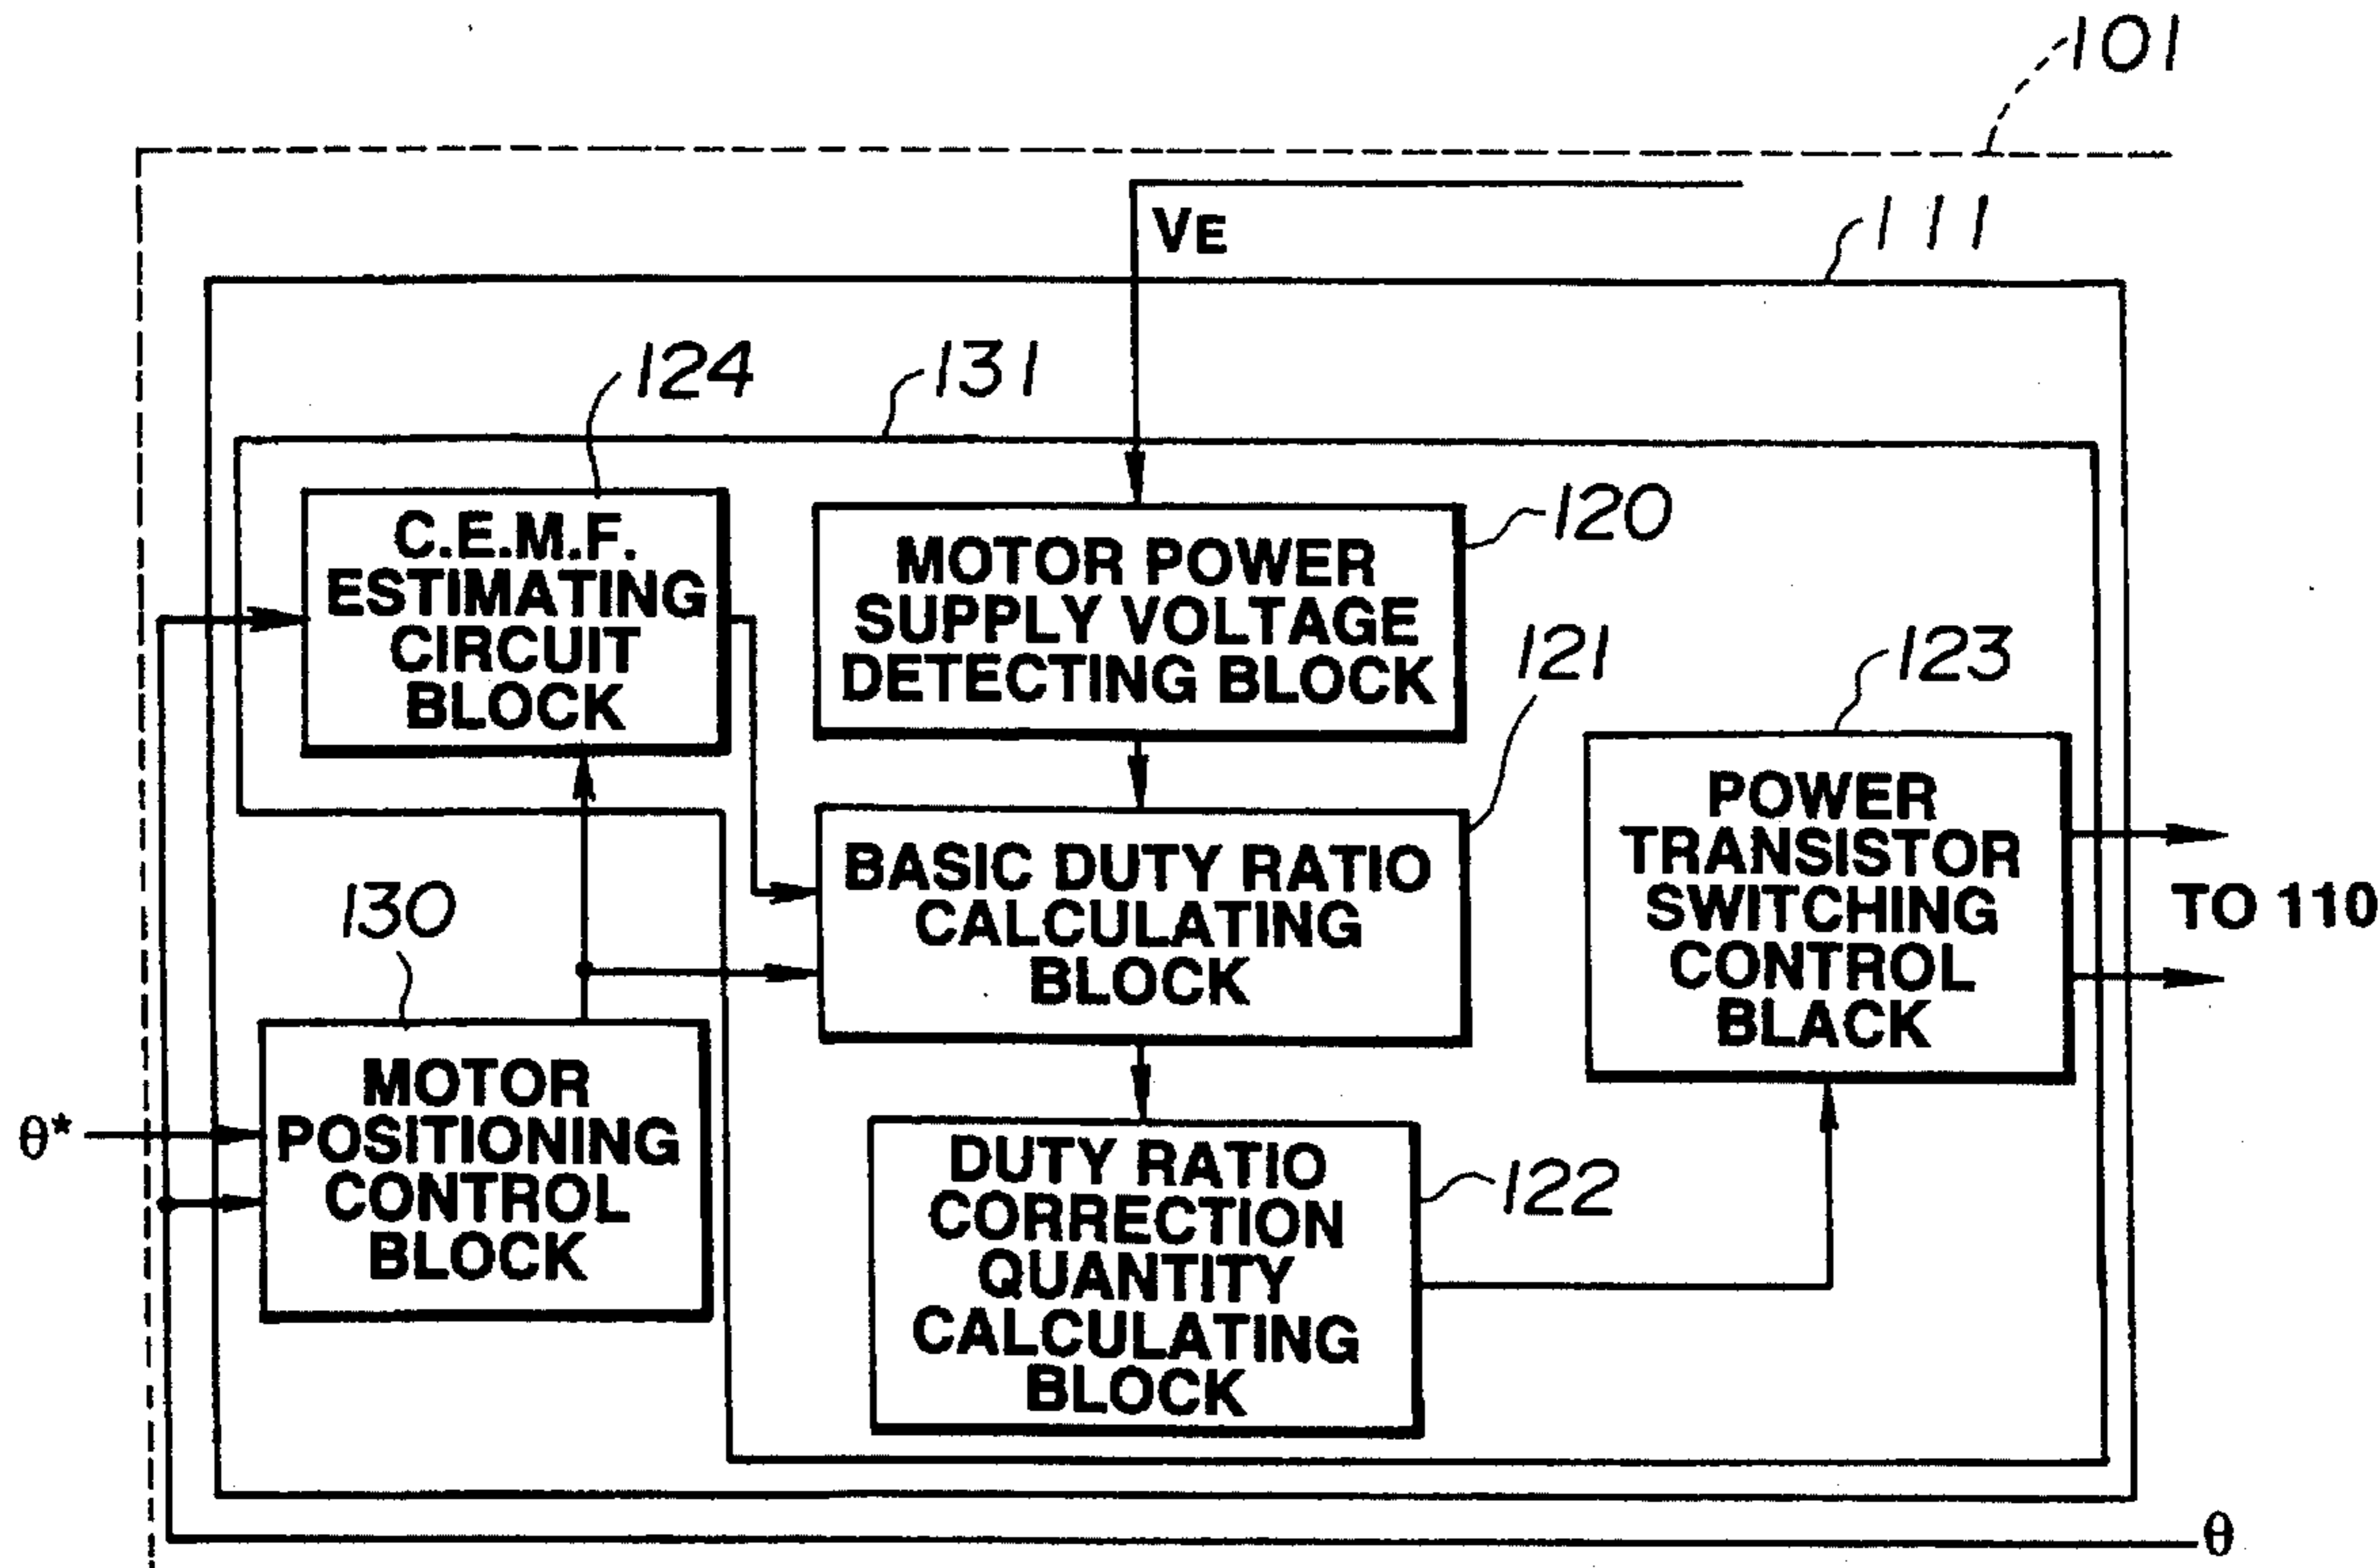 101
VE
111
124
131
C.E.M.F.
ESTIMATING
CIRCUIT
BLOCK
MOTOR POWER
SUPPLY VOLTAGE
DETECTING BLOCK
120
121
123
POWER
TRANSISTOR
SWITCHING
CONTROL
BLACK
TO 110
BASIC DUTY RATIO
CALCULATING
BLOCK
130
MOTOR
POSITIONING
CONTROL
BLOCK
θ*
DUTY RATIO
CORRECTION
QUANTITY
CALCULATING
BLOCK
122
θ